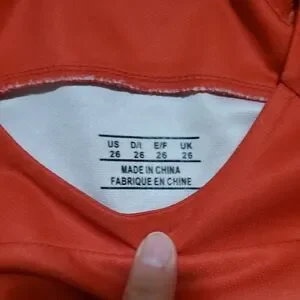 US D/I E/F UK
26 26 26 26
MADE IN CHINA
FABRIQUE EN CHINE